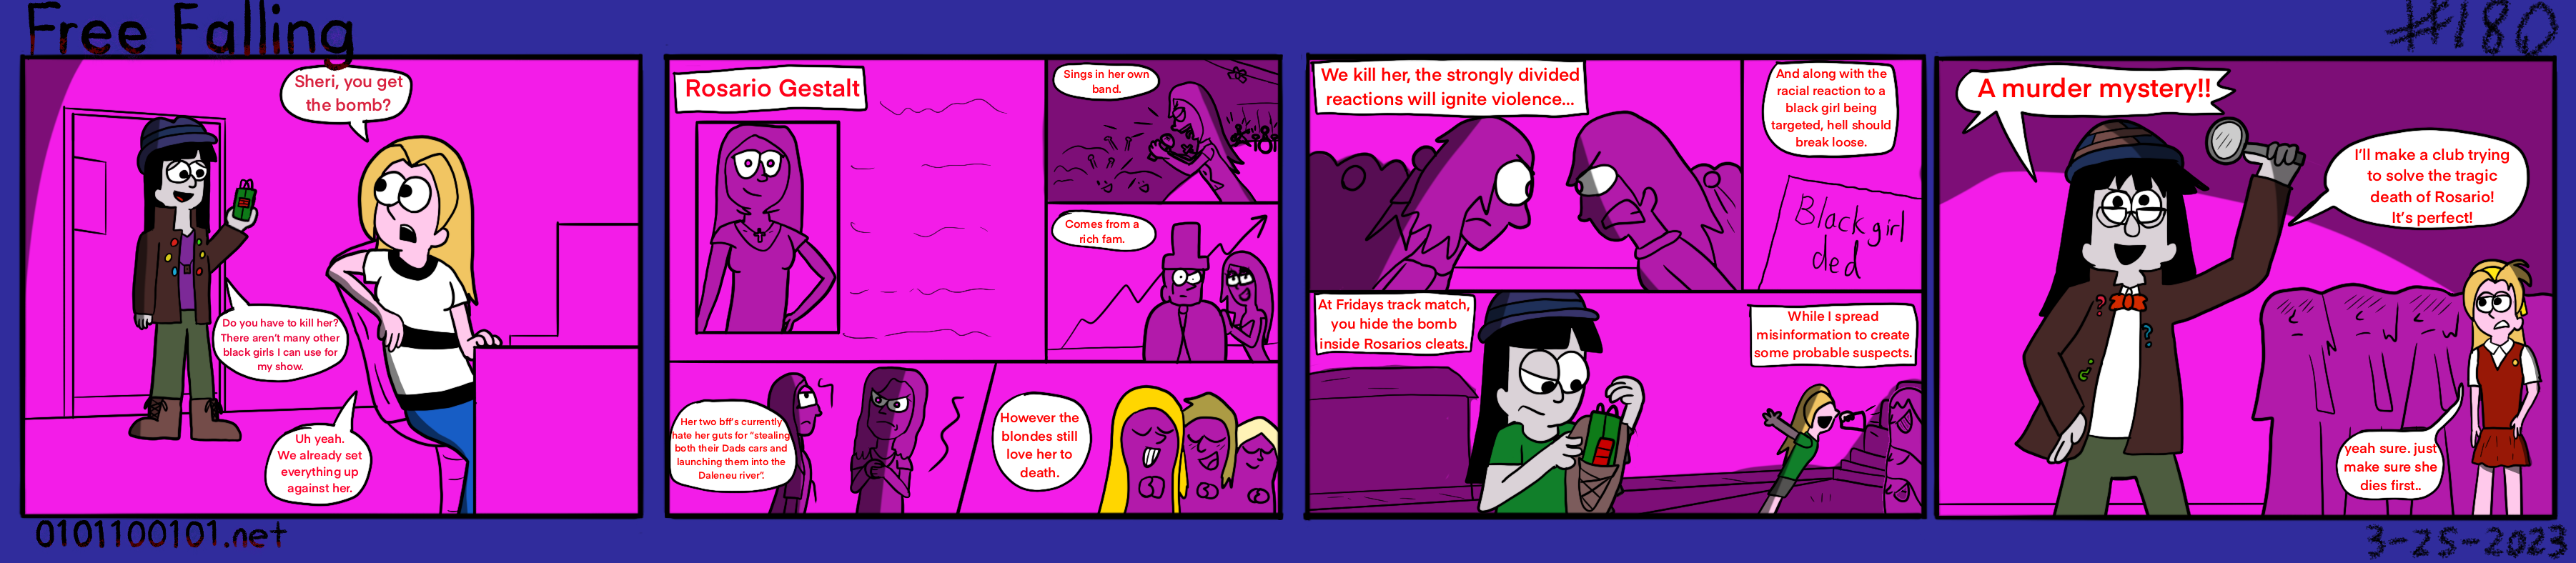 Free Falling
#180
Sheri, you get
the bomb?
Do you have to kill her?
There aren't many other
black girls I can use for
my show.
Uh yeah.
We already set
everything up
against her.
Rosario Gestalt
Sings in her own
band.
Comes from a
rich fam.
Her two bff's currently
hate her guts for "stealing
both their Dads cars and
launching them into the
Daleneu river".
However the
blondes still
love her to
death.
We kill her, the strongly divided
reactions will ignite violence...
And along with the
racial reaction to a
black girl being
targeted, hell should
break loose.
Black girl
ded
At Fridays track match,
you hide the bomb
inside Rosarios cleats.
While I spread
misinformation to create
some probable suspects.
A murder mystery!!
I'll make a club trying
to solve the tragic
death of Rosario!
It's perfect!
yeah sure. just
make sure she
dies first..
0101100101.net
3-25-2023